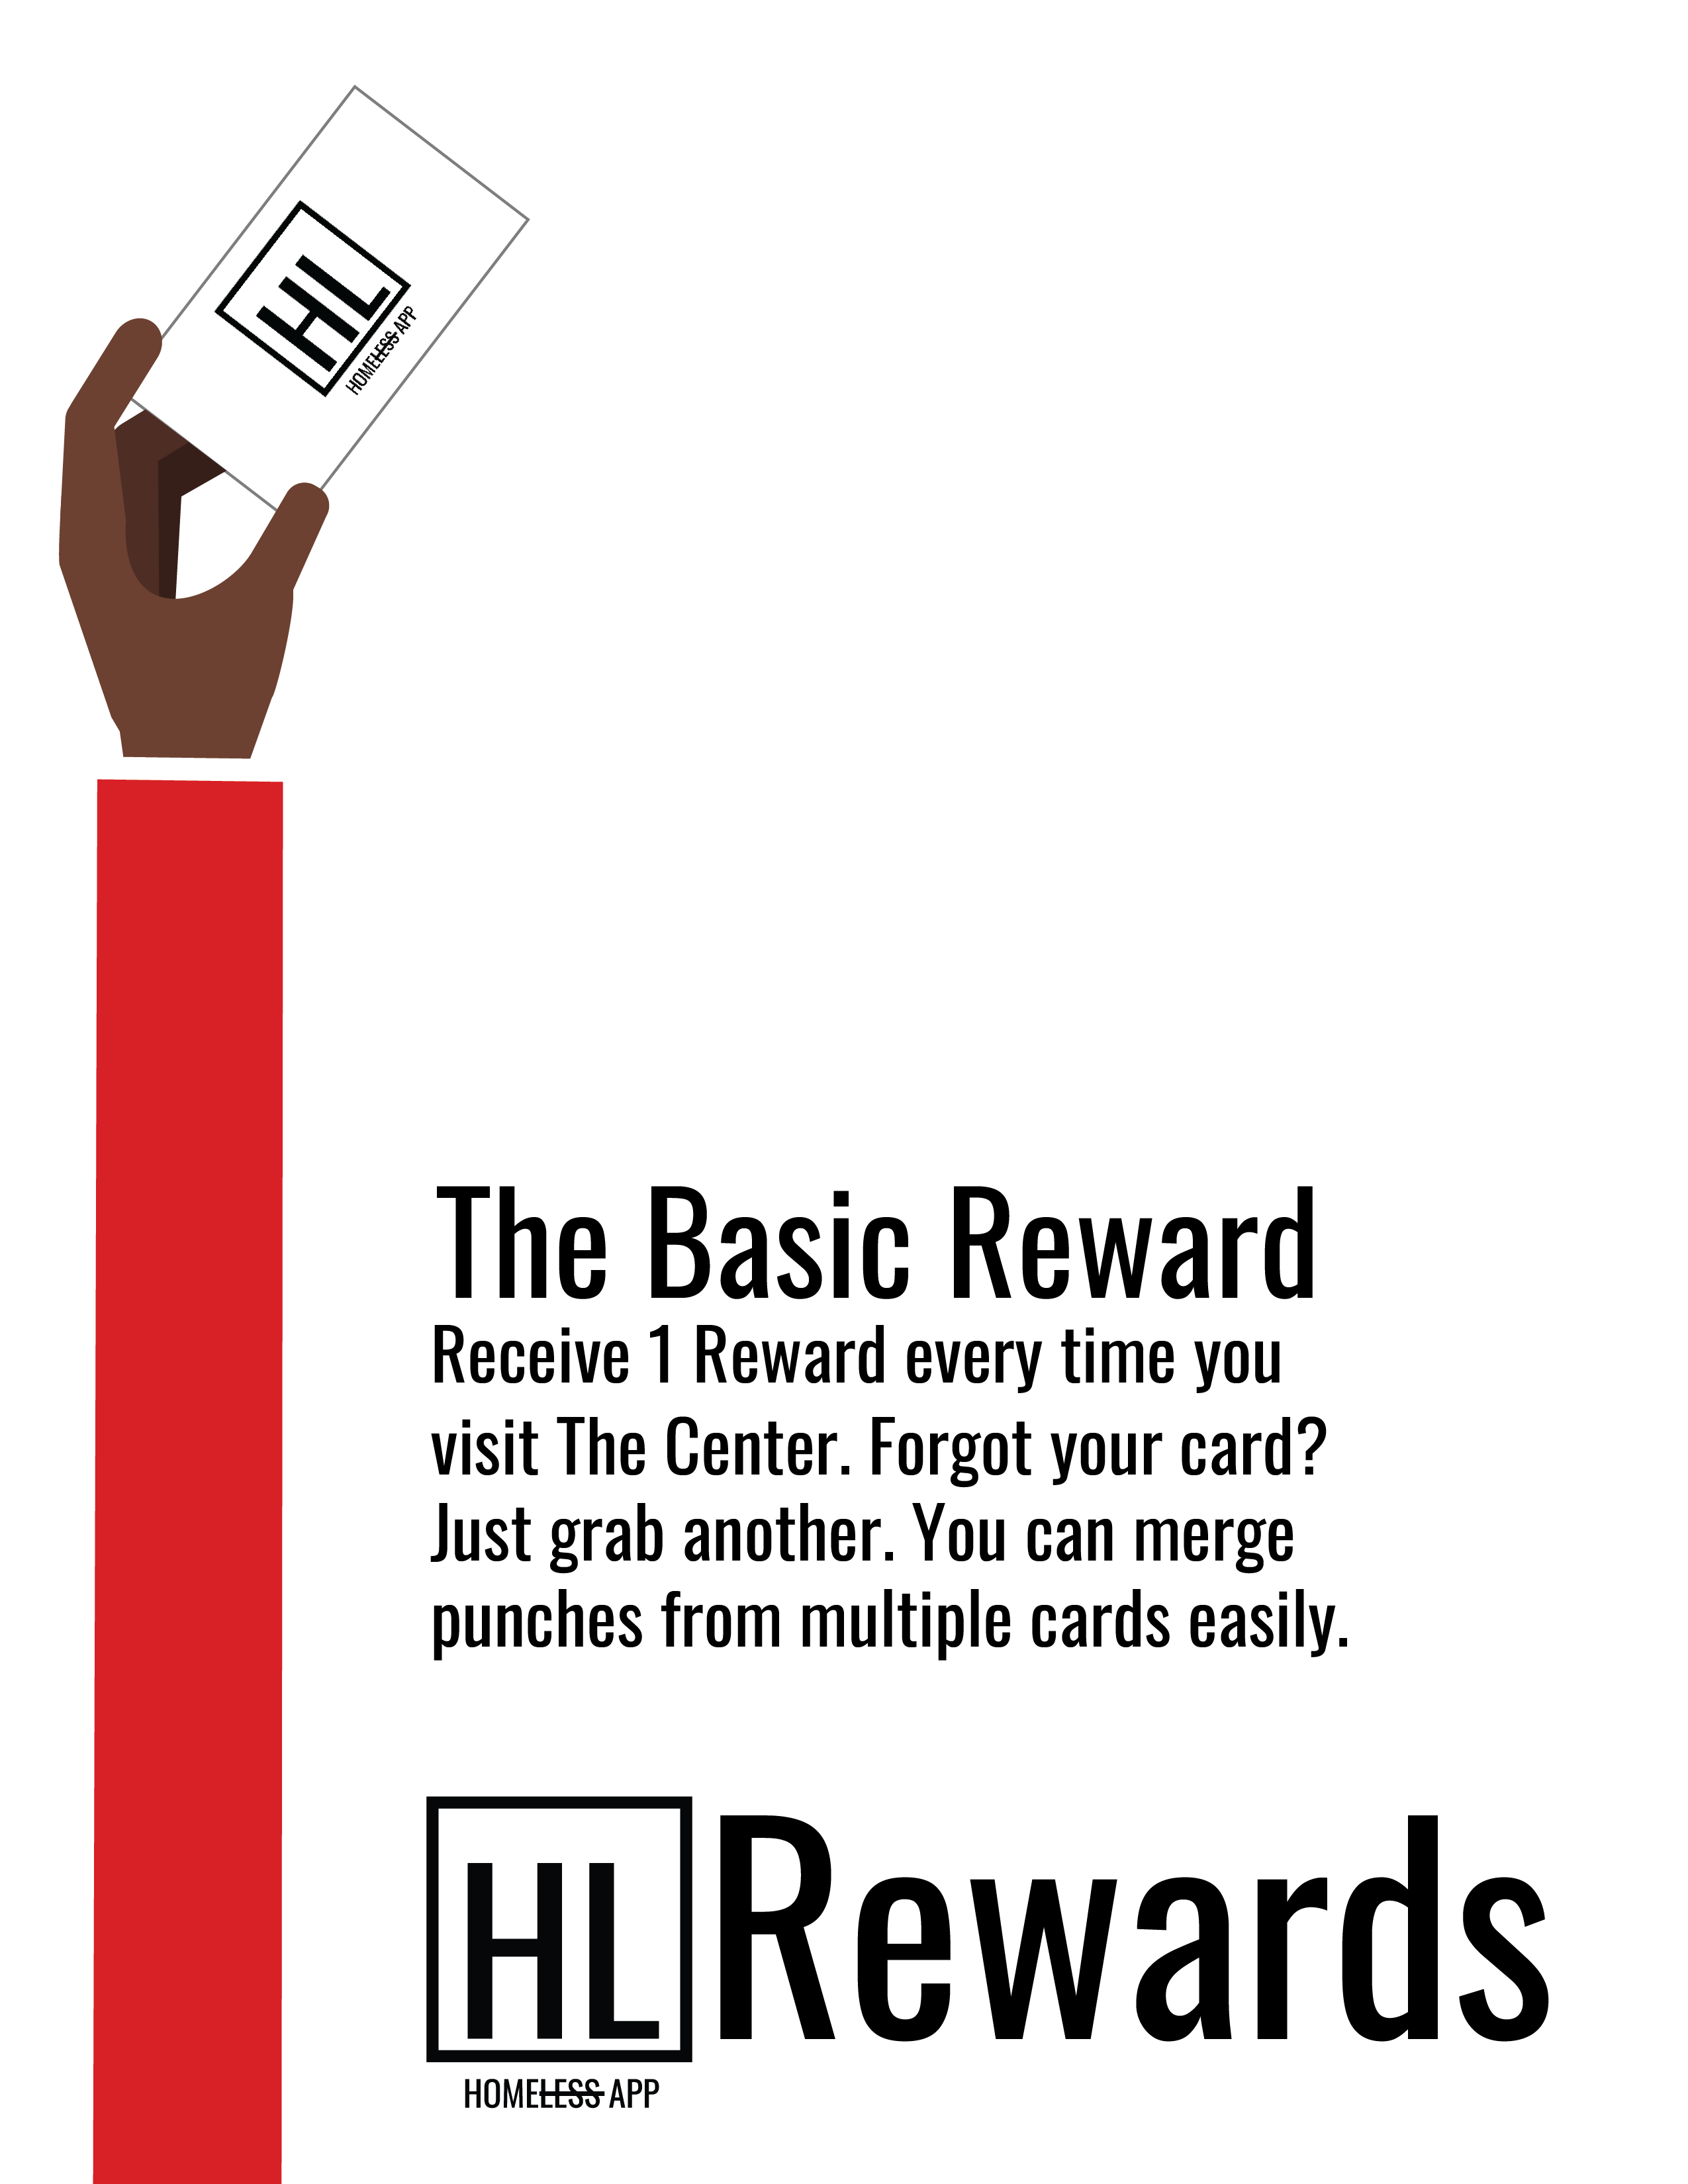 HL
HOMELESS APP
The Basic Reward
Receive 1 Reward every time you
visit The Center. Forgot your card?
Just grab another. You can merge
punches from multiple cards easily.
HL Rewards
HOMELESS APP